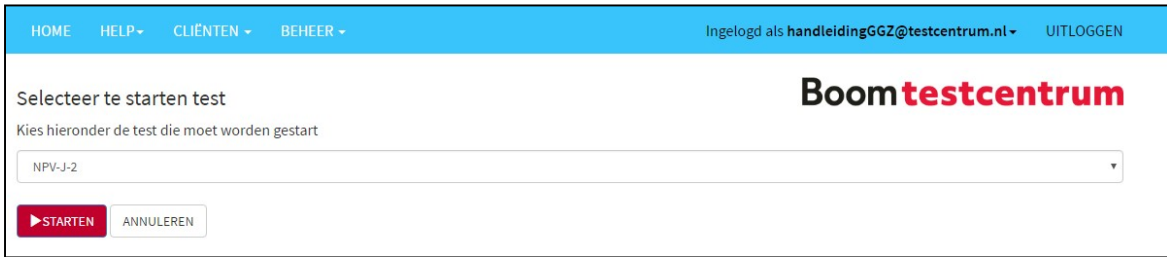 HOME HELP CLIËNTEN BEHEER Ingelogd als handleidingGGZ@testcentrum.nl UITLOGGEN
Boomtestcentrum
Selecteer te starten test
Kies hieronder de test die moet worden gestart
NPV-J-2
STARTEN ANNULEREN